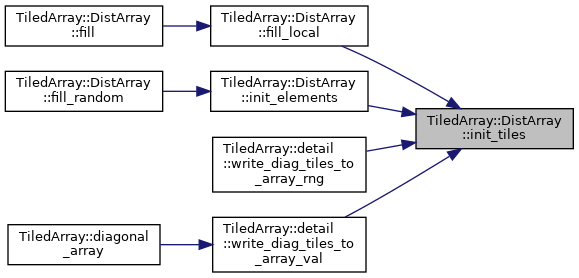 TiledArray::DistArray
::fill
TiledArray::DistArray
::fill_local
TiledArray::DistArray
::fill_random
TiledArray::DistArray
::init_elements
TiledArray::DistArray
::init_tiles
TiledArray::detail
::write_diag_tiles_to
_array_rng
TiledArray::diagonal
_array
TiledArray::detail
::write_diag_tiles_to
_array_val